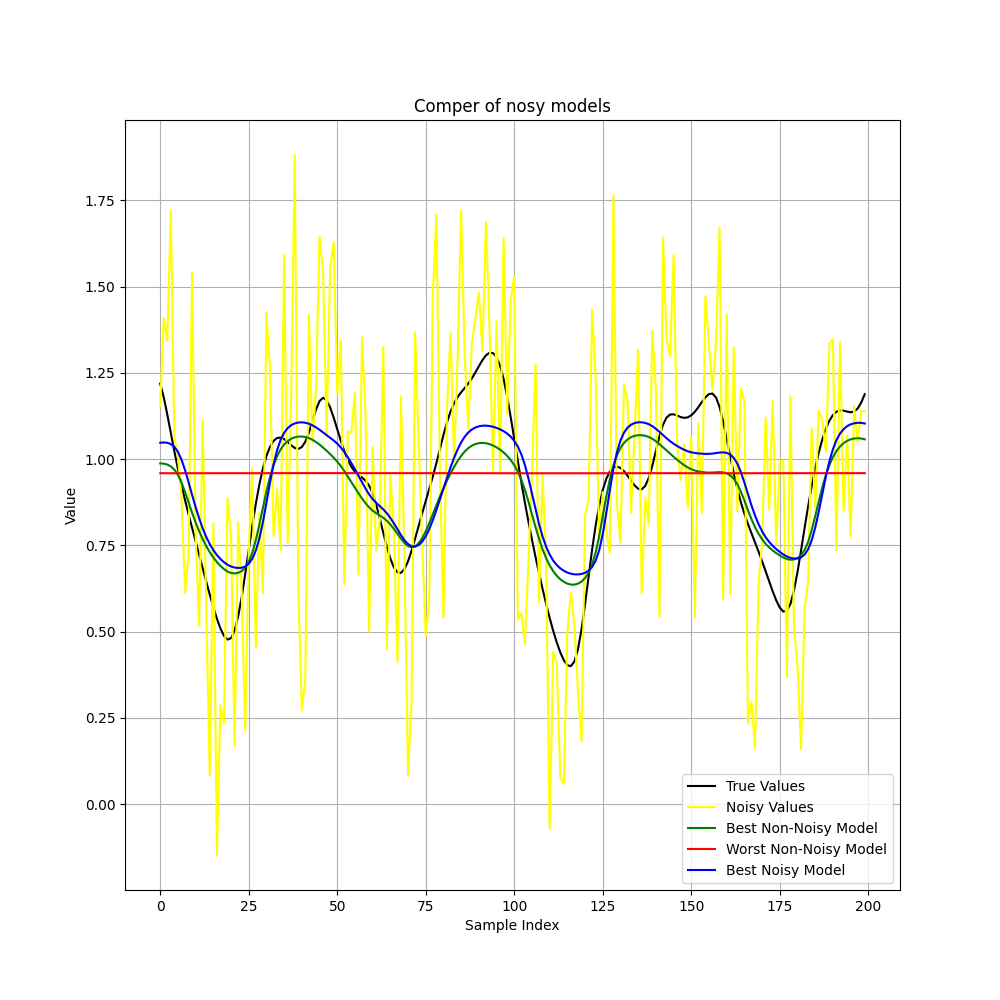 Comper of nosy models
Value
1.75
1.50
1.25
1.00
0.75
0.50
0.25
0.00
True Values
Noisy Values
Best Non-Noisy Model
Worst Non-Noisy Model
Best Noisy Model
0 25 50 75 100 125 150 175 200
Sample Index